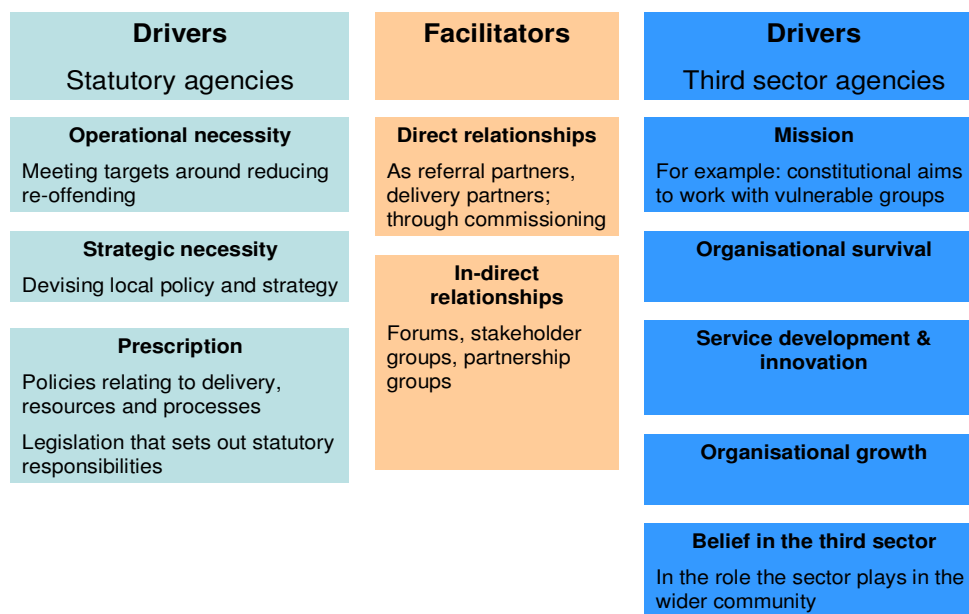 Drivers
Statutory agencies
Operational necessity
Meeting targets around reducing
re-offending
Strategic necessity
Devising local policy and strategy
Prescription
Policies relating to delivery,
resources and processes
Legislation that sets out statutory
responsibilities
Facilitators
Direct relationships
As referral partners,
delivery partners;
through commissioning
In-direct
relationships
Forums, stakeholder
groups, partnership
groups
Drivers
Third sector agencies
Mission
For example: constitutional aims
to work with vulnerable groups
Organisational survival
Service development &
innovation
Organisational growth
Belief in the third sector
In the role the sector plays in the
wider community